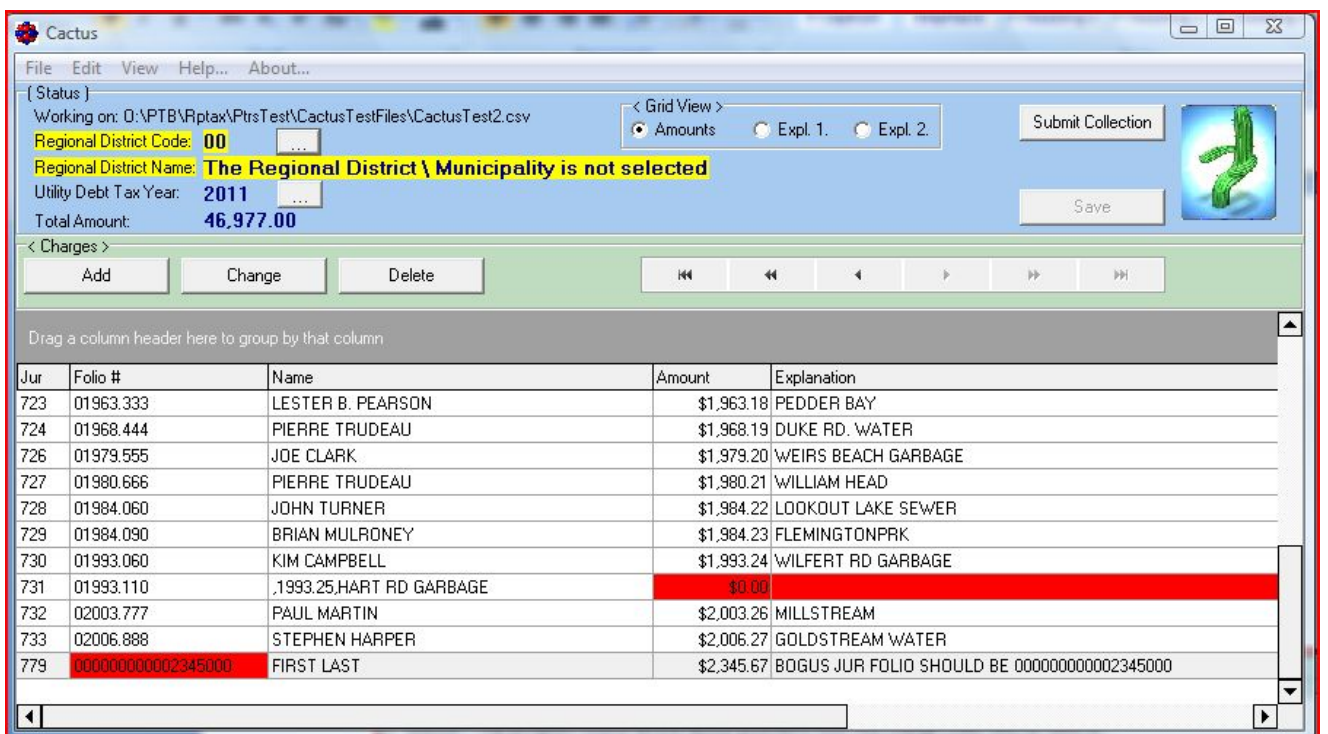 Cactus
File Edit View Help... About...
( Status )
Working on: O:\PTB\Rptax\PtrsTest\CactusTestFiles\CactusTest2.csv
< Grid View >
Amounts Expl. 1. Expl. 2.
Submit Collection
Regional District Code: 00 ...
Regional District Name: The Regional District \ Municipality is not selected
Utility Debt Tax Year: 2011 ...
Save
Total Amount: 46,977.00
< Charges >
Add Change Delete
Drag a column header here to group by that column
Jur Folio # Name Amount Explanation
723 01963.333 LESTER B. PEARSON $1,963.18 PEDDER BAY
724 01968.444 PIERRE TRUDEAU $1,968.19 DUKE RD. WATER
726 01979.555 JOE CLARK $1,979.20 WEIRS BEACH GARBAGE
727 01980.666 PIERRE TRUDEAU $1,980.21 WILLIAM HEAD
728 01984.060 JOHN TURNER $1,984.22 LOOKOUT LAKE SEWER
729 01984.090 BRIAN MULRONEY $1,984.23 FLEMINGTONPRK
730 01993.060 KIM CAMPBELL $1,993.24 WILFERT RD GARBAGE
731 01993.110 ,1993.25,HART RD GARBAGE $0.00
732 02003.777 PAUL MARTIN $2,003.26 MILLSTREAM
733 02006.888 STEPHEN HARPER $2,006.27 GOLDSTREAM WATER
779 000000000002345000 FIRST LAST $2,345.67 BOGUS JUR FOLIO SHOULD BE 000000000002345000